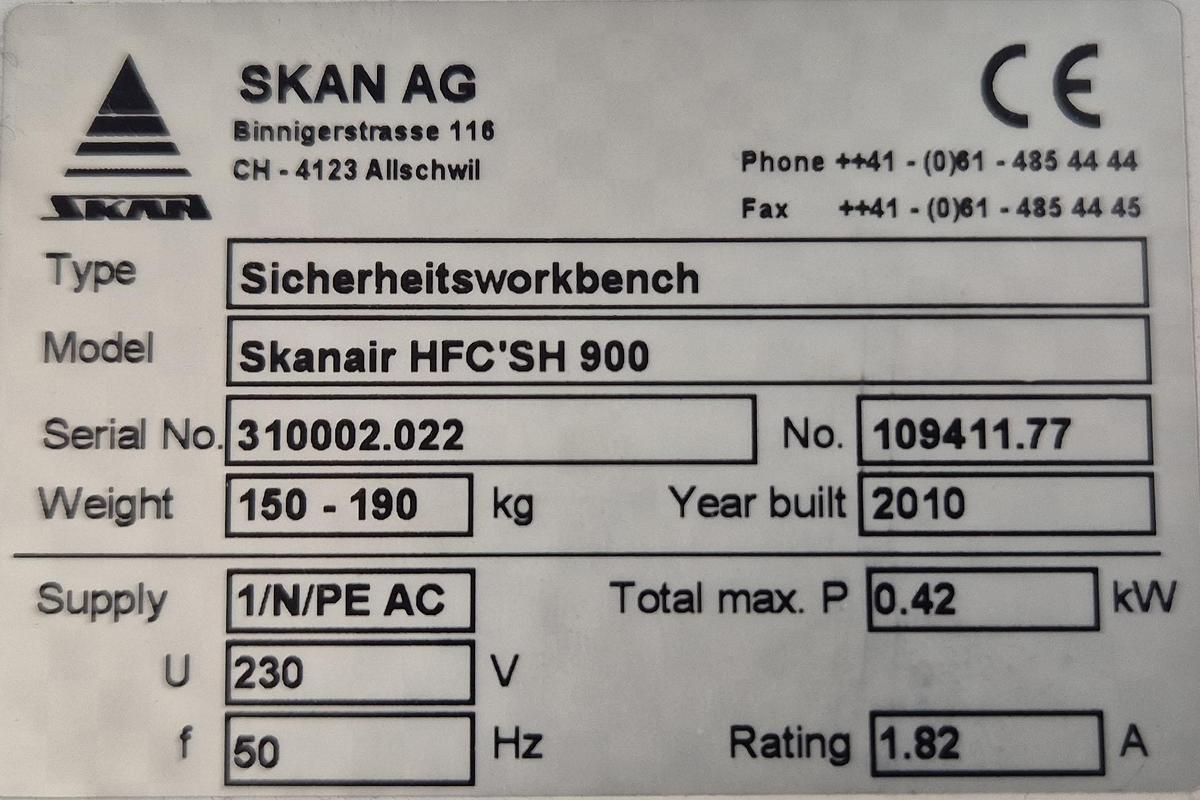 SKAN AG
CE
Binnigerstrasse 116
CH - 4123 Allschwil
Phone ++41 - (0)61 - 485 44 44
SKAN
Fax ++41 - (0)61 - 485 44 45
Type Sicherheitsworkbench
Model Skanair HFC'SH 900
Serial No. 310002.022 No. 109411.77
Weight 150 - 190 kg Year built 2010
Supply 1/N/PE AC Total max. P 0.42 kW
U 230 V
f 50 Hz Rating 1.82 A